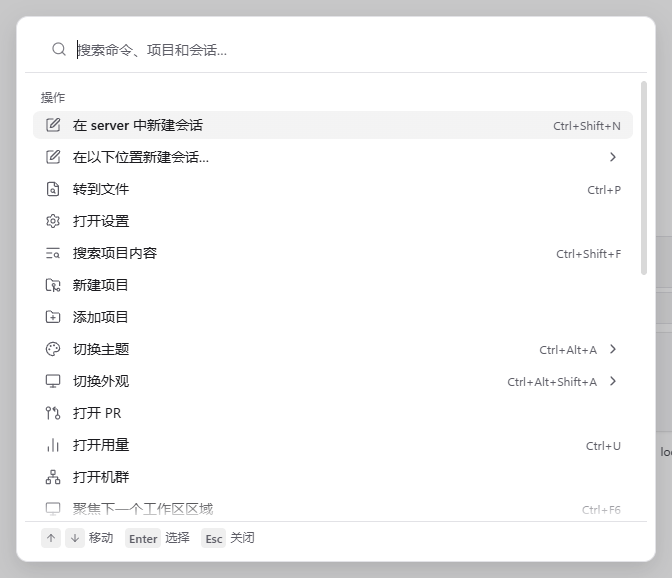 搜索命令、项目和会话...
操作
在 server 中新建会话 Ctrl+Shift+N
在以下位置新建会话...
转到文件 Ctrl+P
打开设置
搜索项目内容 Ctrl+Shift+F
新建项目
添加项目
切换主题 Ctrl+Alt+A
切换外观 Ctrl+Alt+Shift+A
打开 PR
打开用量 Ctrl+U
打开机群
聚焦下一个工作区区域 Ctrl+F6
↑ ↓ 移动 Enter 选择 Esc 关闭